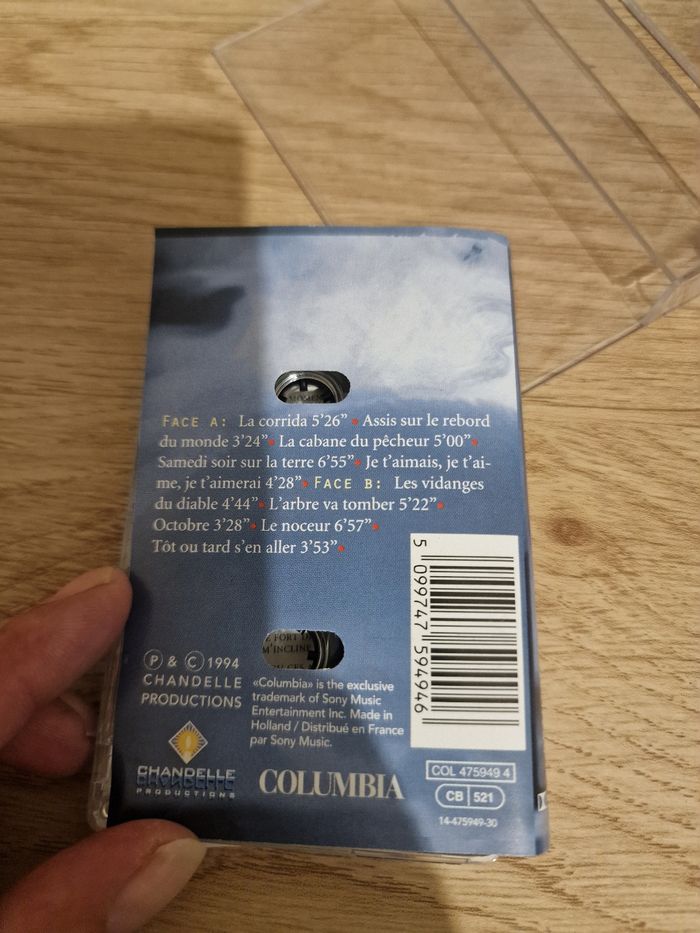 MOMEN
FACE A: La corrida 5'26” • Assis sur le rebord
du monde 3'24” • La cabane du pêcheur 5'00” •
Samedi soir sur la terre 6'55” • Je t'aimais, je t'ai-
me, je t'aimerai 4'28” • FACE B: Les vidanges
du diable 4'44” • L'arbre va tomber 5'22” •
Octobre 3'28” • Le noceur 6'57” •
Tôt ou tard s'en aller 3'53” •
5 099747 594946
FORT D
M'INCLINE
Ⓟ & © 1994
CHANDELLE
PRODUCTIONS
«Columbia» is the exclusive
trademark of Sony Music
Entertainment Inc. Made in
Holland / Distribué en France
par Sony Music.
CHANDELLE
PRODUCTIONS
COLUMBIA
COL 475949 4
CB 521
14-475949-30